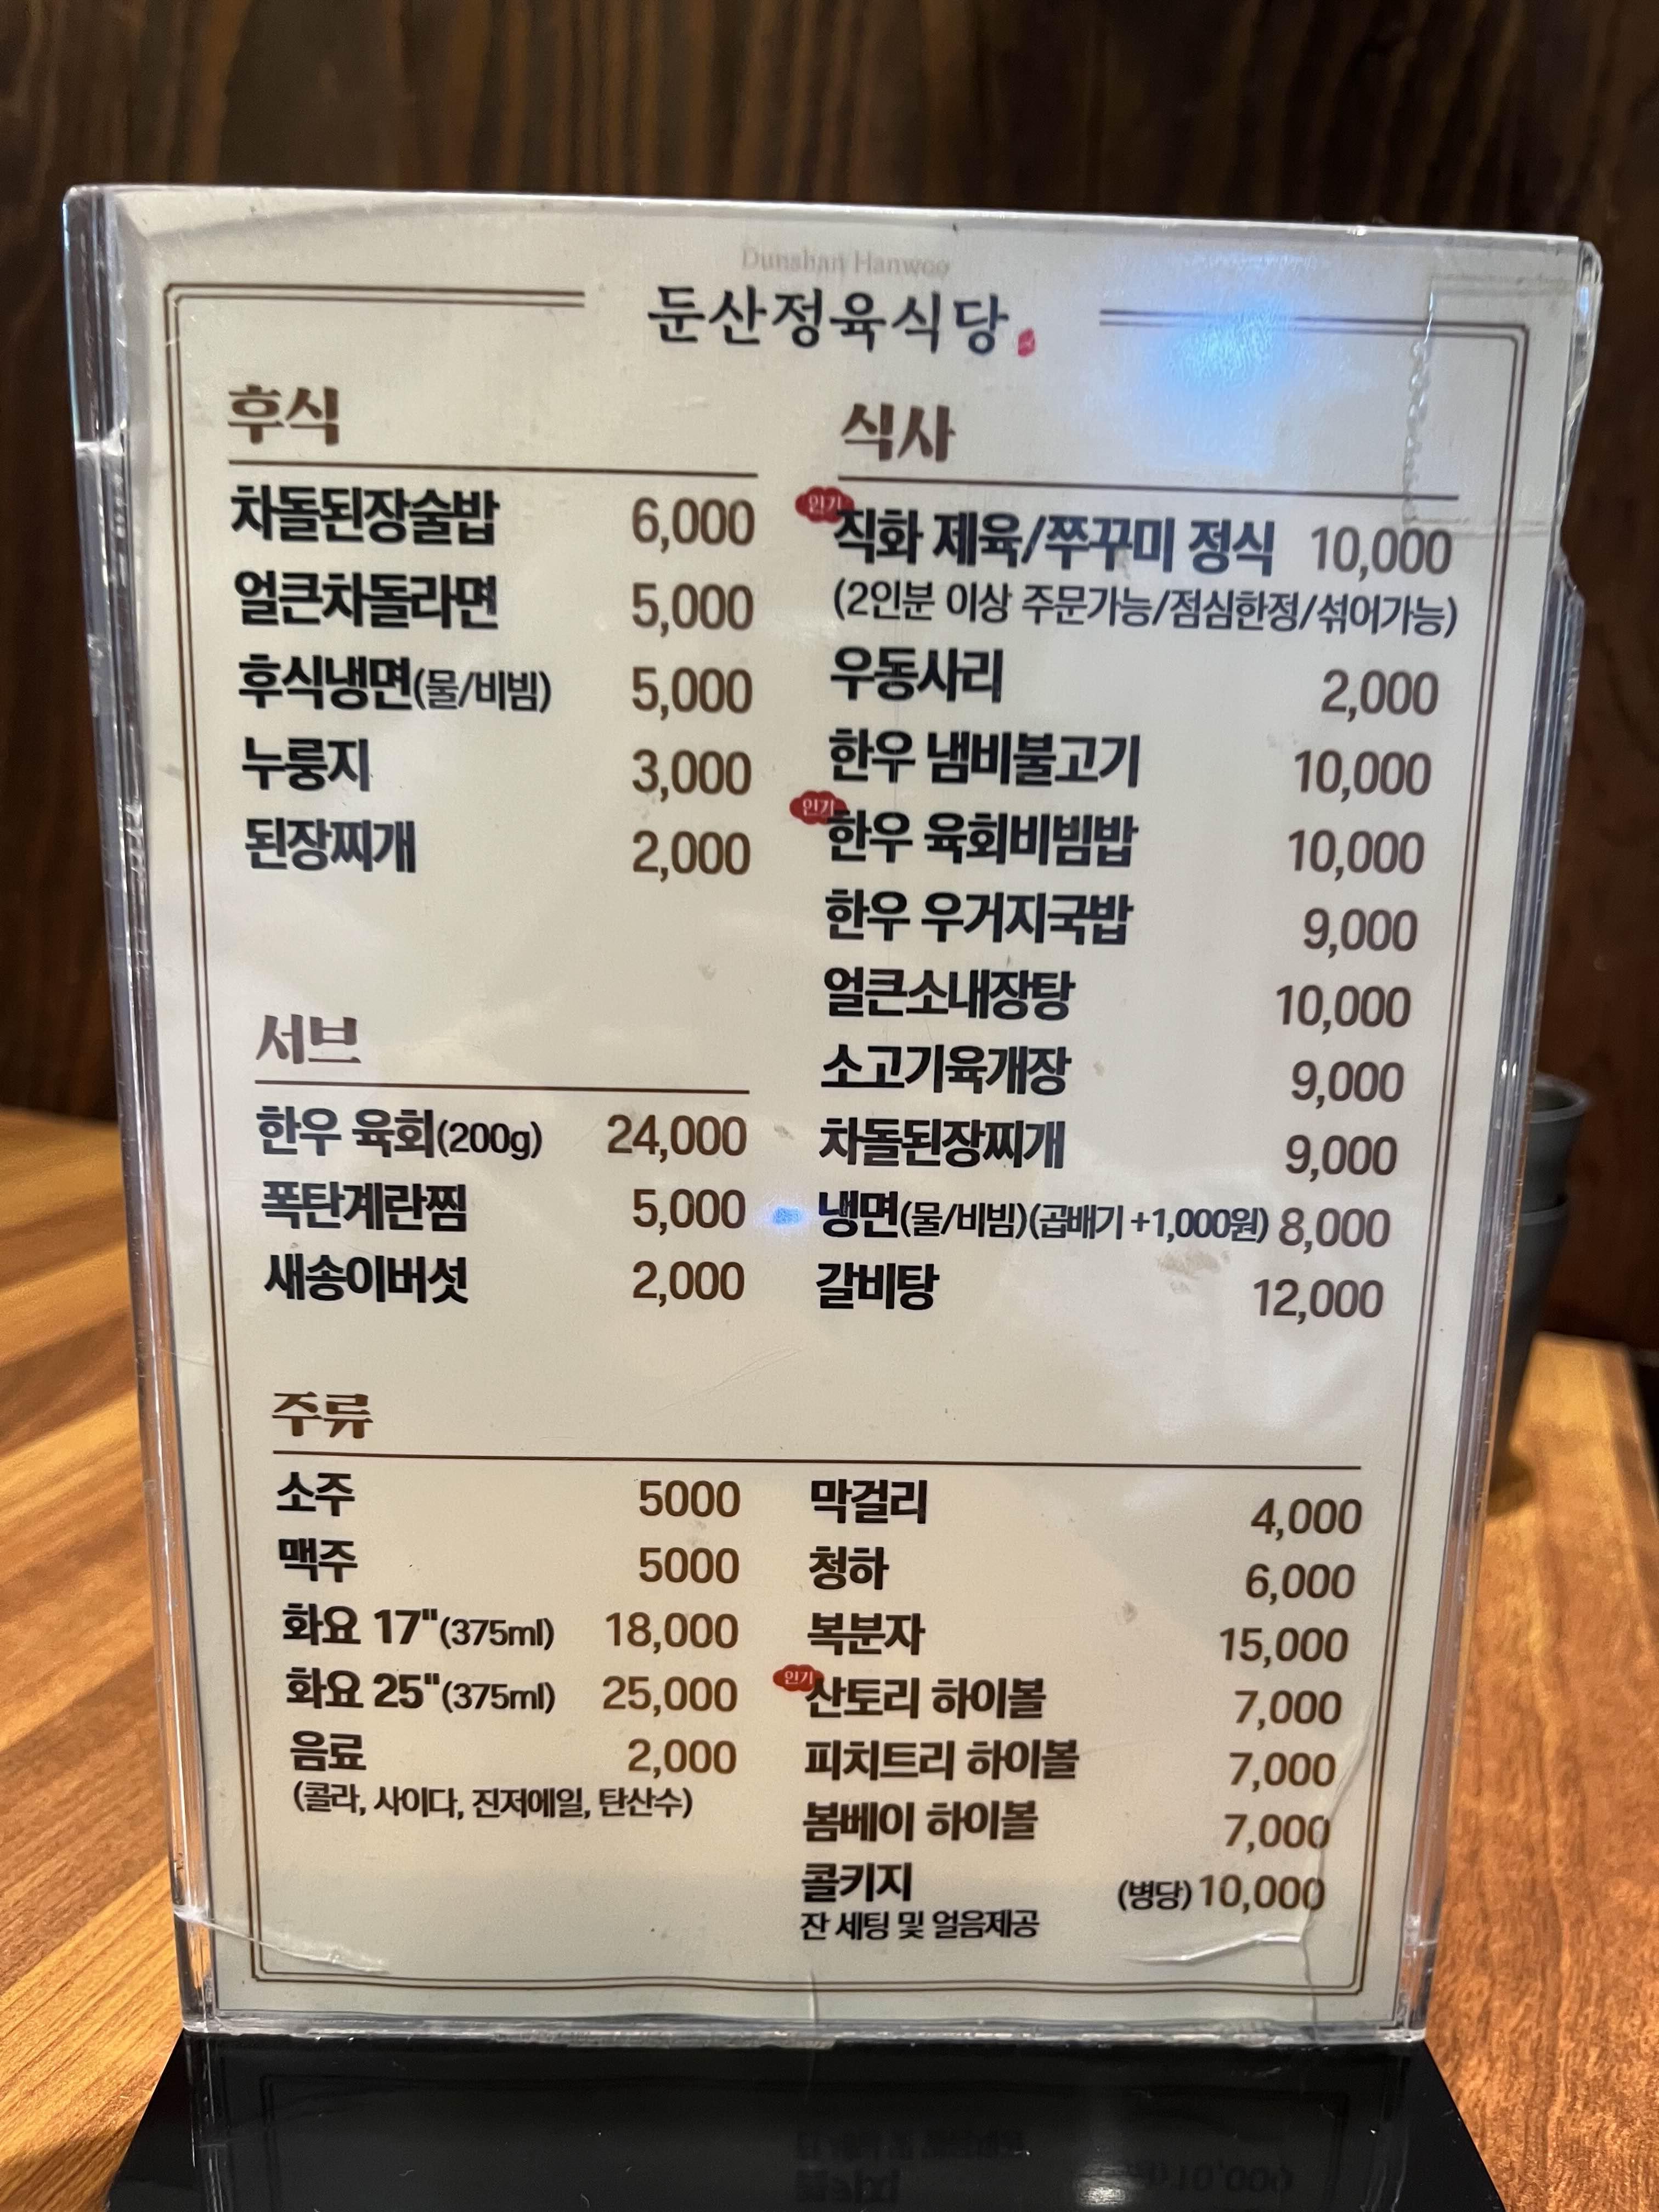 Dunshan Hanwoo
둔산정육식당
후식
차돌된장술밥 6,000
얼큰차돌라면 5,000
후식냉면(물/비빔) 5,000
누룽지 3,000
된장찌개 2,000
서브
한우 육회(200g) 24,000
폭탄계란찜 5,000
새송이버섯 2,000
식사
인기
직화 제육/쭈꾸미 정식 10,000
(2인분 이상 주문가능/점심한정/섞어가능)
우동사리 2,000
한우 냄비불고기 10,000
인기
한우 육회비빔밥 10,000
한우 우거지국밥 9,000
얼큰소내장탕 10,000
소고기육개장 9,000
차돌된장찌개 9,000
냉면(물/비빔)(곱배기 +1,000원) 8,000
갈비탕 12,000
주류
소주 5000
맥주 5000
화요 17"(375ml) 18,000
화요 25"(375ml) 25,000
음료 2,000
(콜라, 사이다, 진저에일, 탄산수)
막걸리 4,000
청하 6,000
복분자 15,000
인기
산토리 하이볼 7,000
피치트리 하이볼 7,000
봄베이 하이볼 7,000
콜키지 (병당) 10,000
잔 세팅 및 얼음제공